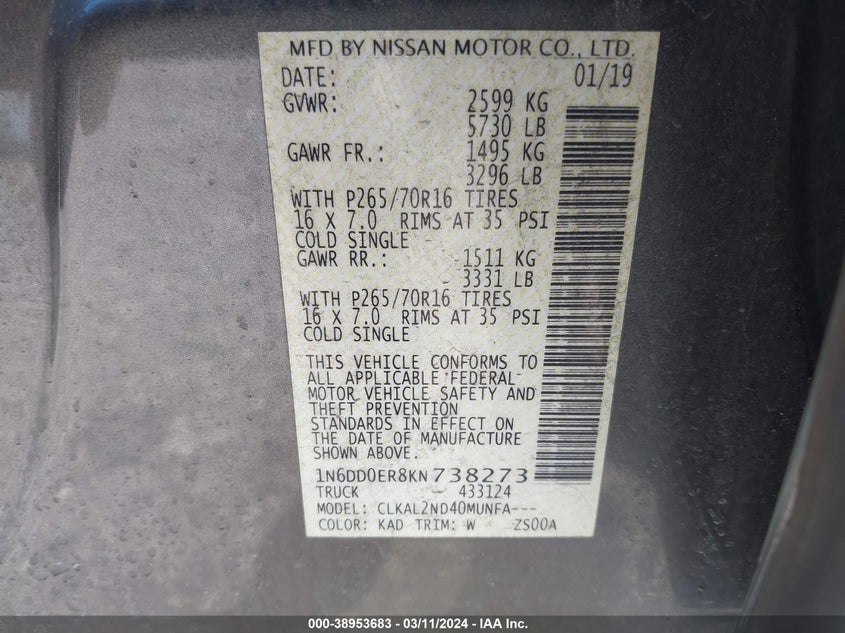 MFD BY NISSAN MOTOR CO., LTD.
DATE: 01/19
GVWR: 2599 KG
5730 LB
GAWR FR.: 1495 KG
3296 LB
WITH P265/70R16 TIRES
16 X 7.0 RIMS AT 35 PSI
COLD SINGLE
GAWR RR.: 1511 KG
3331 LB
WITH P265/70R16 TIRES
16 X 7.0 RIMS AT 35 PSI
COLD SINGLE
THIS VEHICLE CONFORMS TO
ALL APPLICABLE FEDERAL
MOTOR VEHICLE SAFETY AND
THEFT PREVENTION
STANDARDS IN EFFECT ON
THE DATE OF MANUFACTURE
SHOWN ABOVE.
1N6DD0ER8KN738273
TRUCK 433124
MODEL: CLKAL2ND40MUNFA---
COLOR: KAD TRIM: W ZS00A
000-38953683 / 03/11/2024 - IAA Inc.